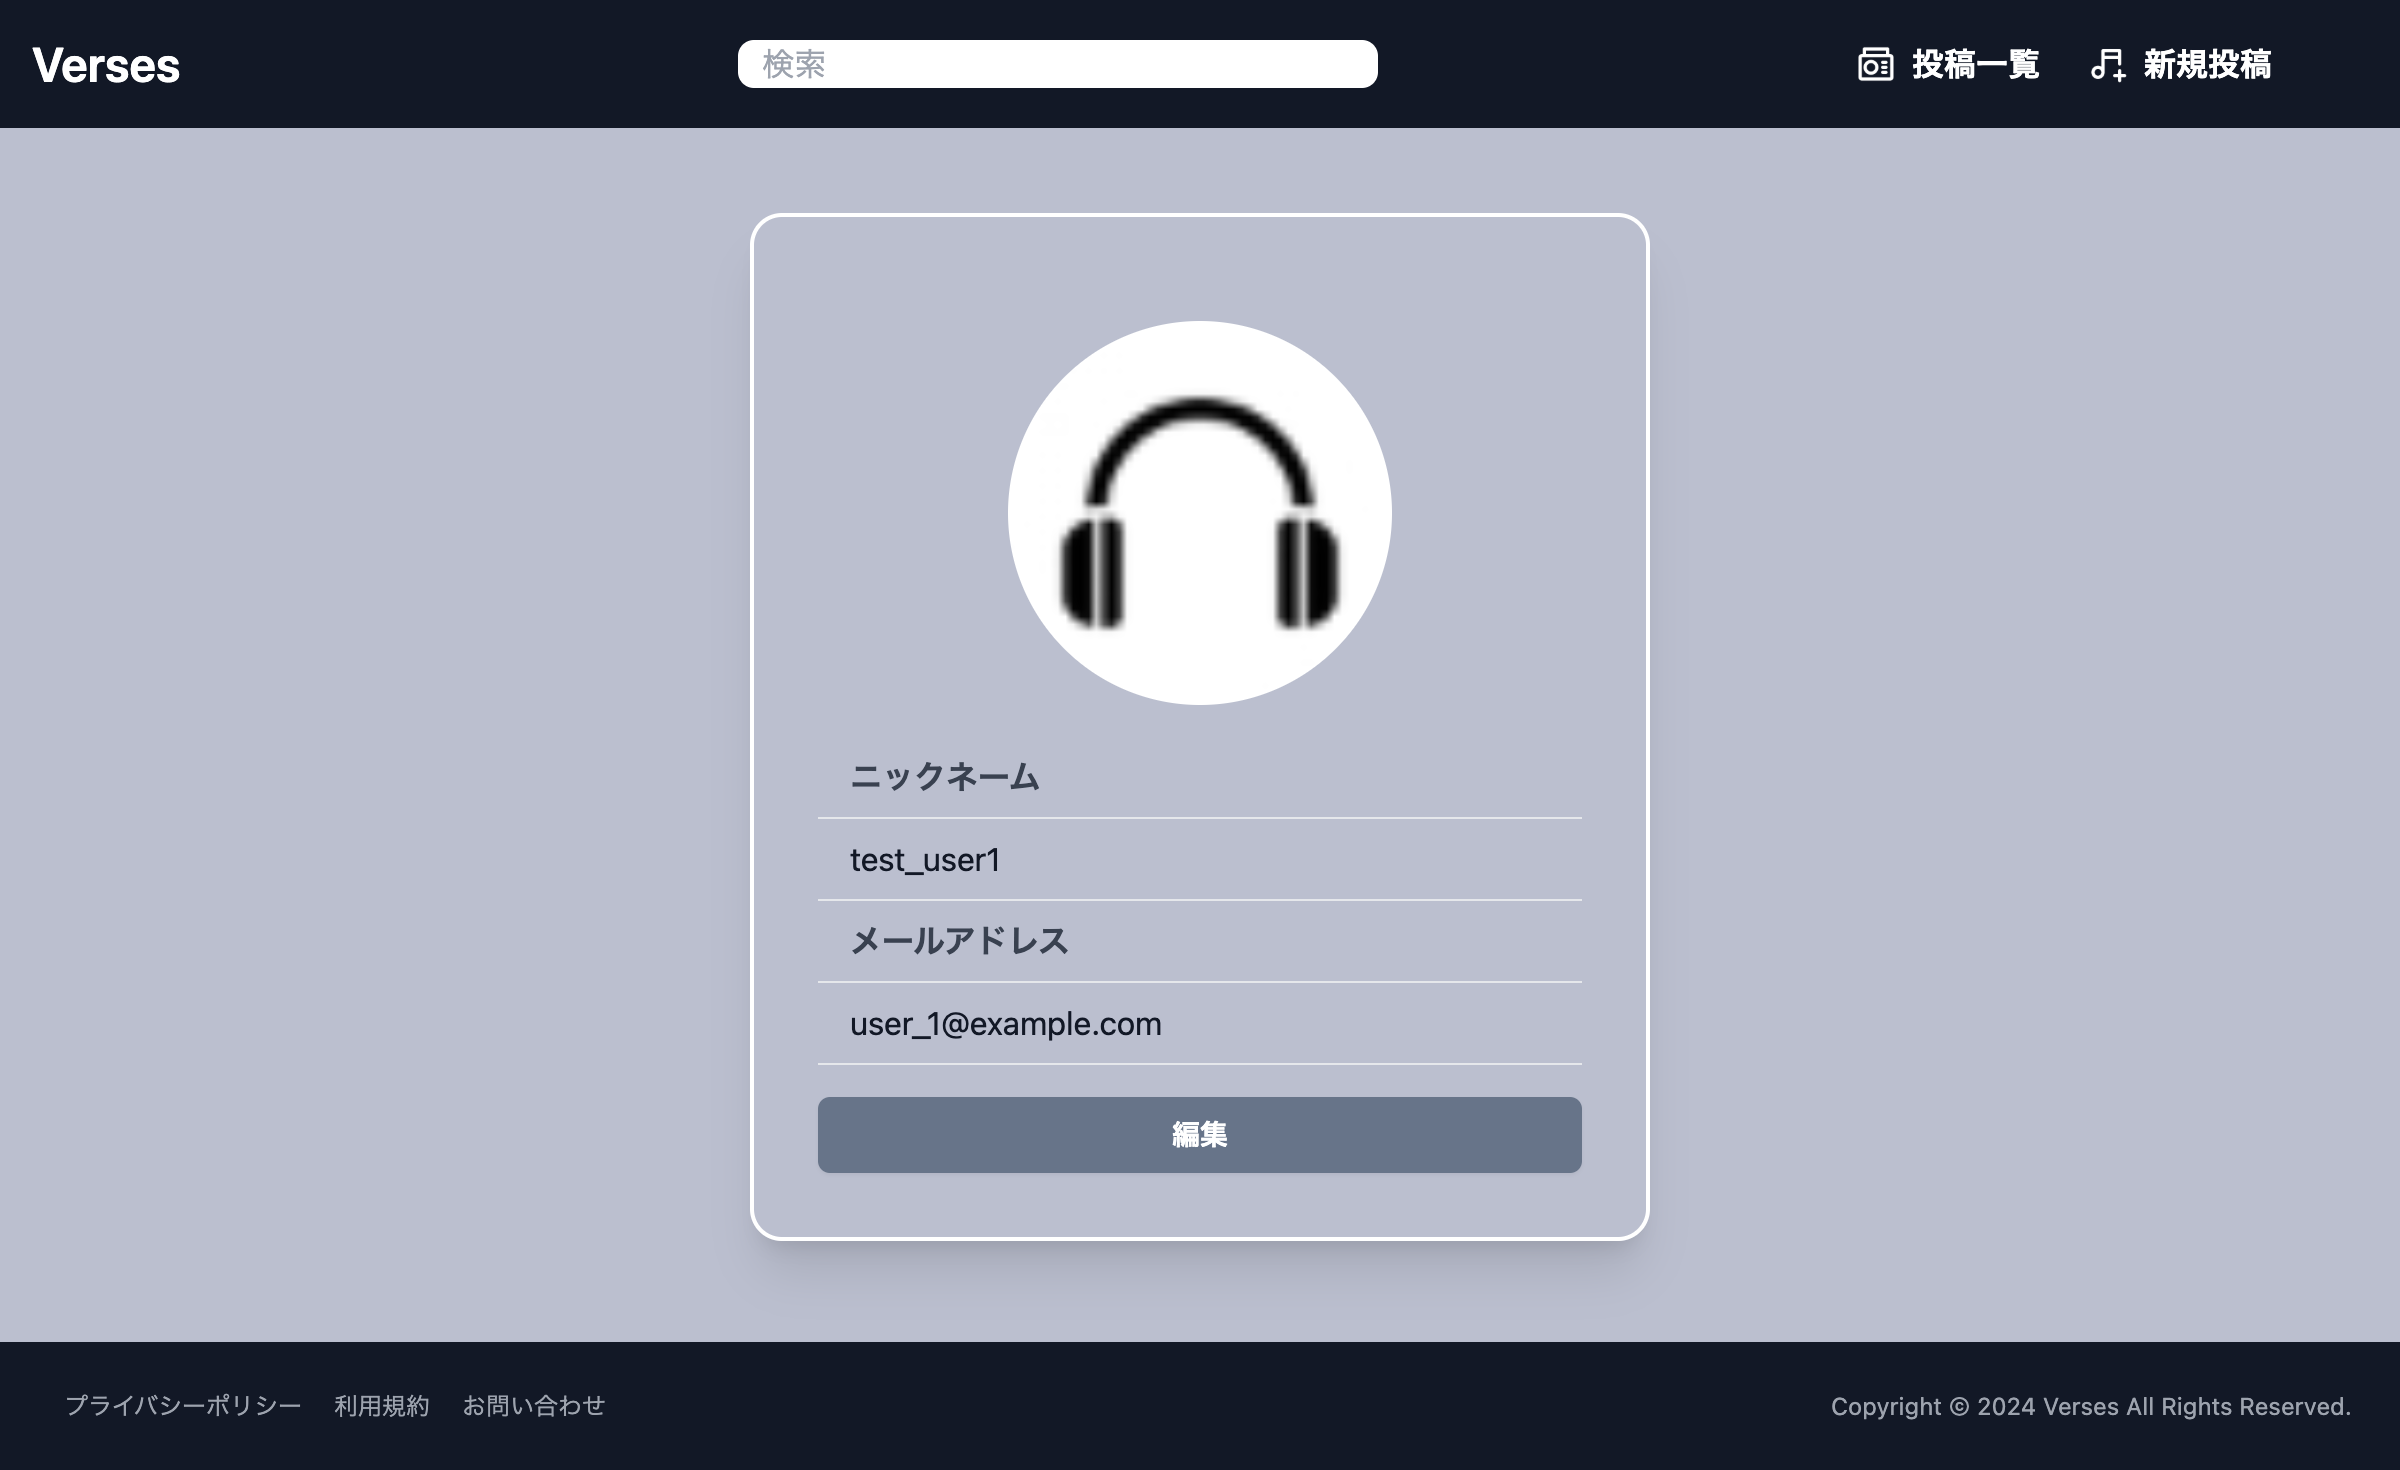 Verses
検索
投稿一覧
新規投稿
ニックネーム
test_user1
メールアドレス
user_1@example.com
編集
プライバシーポリシー
利用規約
お問い合わせ
Copyright © 2024 Verses All Rights Reserved.